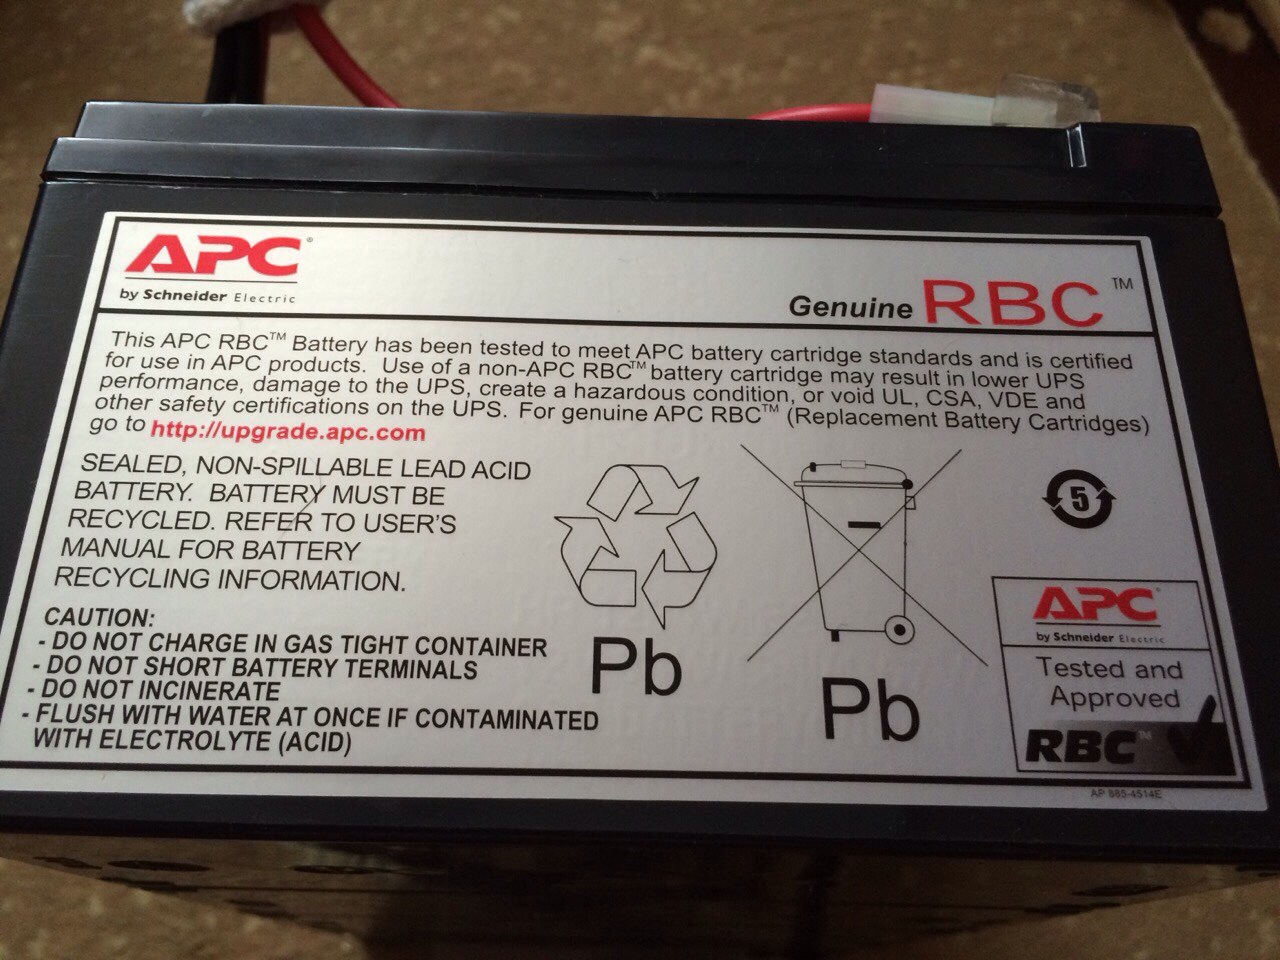 APC®
by Schneider Electric
Genuine RBC™
This APC RBC™ Battery has been tested to meet APC battery cartridge standards and is certified
for use in APC products. Use of a non-APC RBC™ battery cartridge may result in lower UPS
performance, damage to the UPS, create a hazardous condition, or void UL, CSA, VDE and
other safety certifications on the UPS. For genuine APC RBC™ (Replacement Battery Cartridges)
go to http://upgrade.apc.com
SEALED, NON-SPILLABLE LEAD ACID
BATTERY. BATTERY MUST BE
RECYCLED. REFER TO USER'S
MANUAL FOR BATTERY
RECYCLING INFORMATION.
CAUTION:
- DO NOT CHARGE IN GAS TIGHT CONTAINER
- DO NOT SHORT BATTERY TERMINALS
- DO NOT INCINERATE
- FLUSH WITH WATER AT ONCE IF CONTAMINATED
WITH ELECTROLYTE (ACID)
Pb
Pb
5
APC®
by Schneider Electric
Tested and
Approved
RBC™
AP 885-4514E